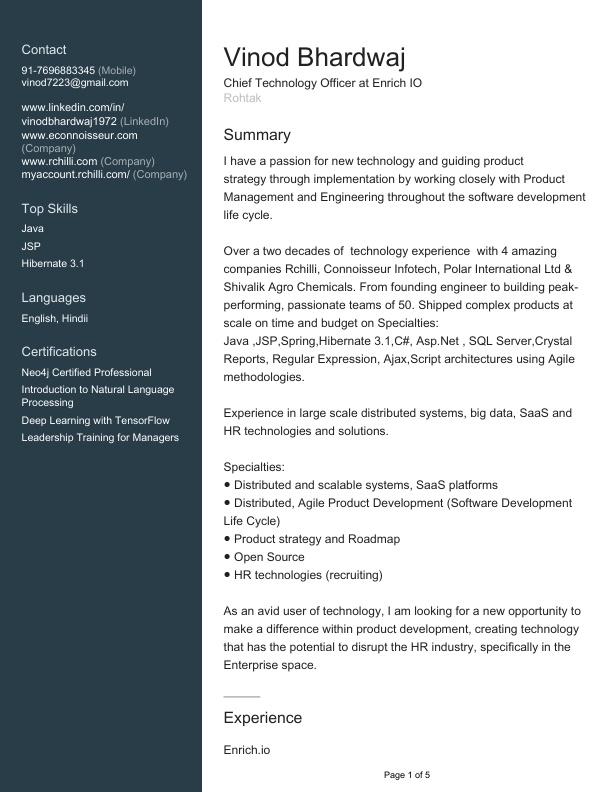 Contact
91-7696883345 (Mobile)
vinod7223@gmail.com
www.linkedin.com/in/
vinodbhardwaj1972 (LinkedIn)
www.econnoisseur.com
(Company)
www.rchilli.com (Company)
myaccount.rchilli.com/ (Company)
Top Skills
Java
JSP
Hibernate 3.1
Languages
English, Hindii
Certifications
Neo4j Certified Professional
Introduction to Natural Language
Processing
Deep Learning with TensorFlow
Leadership Training for Managers
Vinod Bhardwaj
Chief Technology Officer at Enrich IO
Rohtak
Summary
I have a passion for new technology and guiding product
strategy through implementation by working closely with Product
Management and Engineering throughout the software development
life cycle.
Over a two decades of  technology experience  with 4 amazing
companies Rchilli, Connoisseur Infotech, Polar International Ltd &
Shivalik Agro Chemicals. From founding engineer to building peak-
performing, passionate teams of 50. Shipped complex products at
scale on time and budget on Specialties:
Java ,JSP,Spring,Hibernate 3.1,C#, Asp.Net , SQL Server,Crystal
Reports, Regular Expression, Ajax,Script architectures using Agile
methodologies.
Experience in large scale distributed systems, big data, SaaS and
HR technologies and solutions.
Specialties:
● Distributed and scalable systems, SaaS platforms
● Distributed, Agile Product Development (Software Development
Life Cycle)
● Product strategy and Roadmap
● Open Source
● HR technologies (recruiting)
As an avid user of technology, I am looking for a new opportunity to
make a difference within product development, creating technology
that has the potential to disrupt the HR industry, specifically in the
Enterprise space.
Experience
Enrich.io
Page 1 of 5